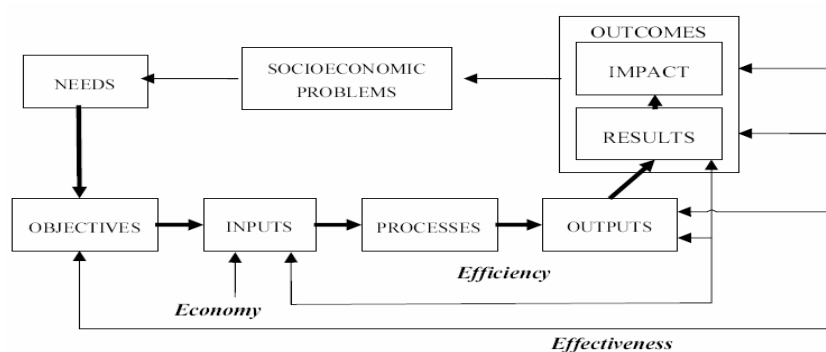 OUTCOMES
IMPACT
SOCIOECONOMIC
PROBLEMS
NEEDS
RESULTS
OBJECTIVES
INPUTS
PROCESSES
OUTPUTS
Efficiency
Economy
Effectiveness